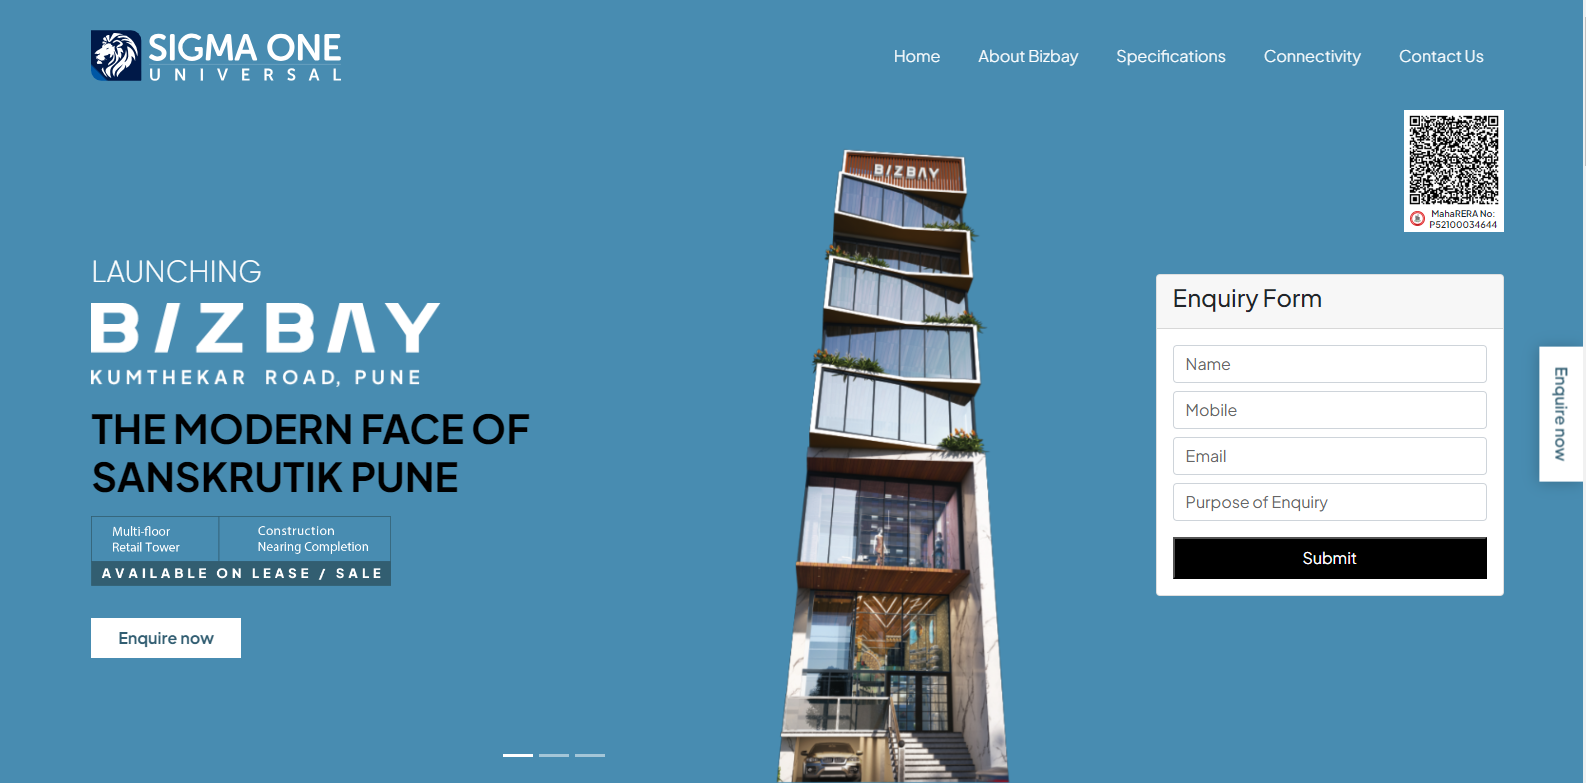 SIGMA ONE
UNIVERSAL
Home
About Bizbay
Specifications
Connectivity
Contact Us
MahaRERA No:
P52100034644
BIZBAY
LAUNCHING
BIZBAY
KUMTHEKAR ROAD, PUNE
THE MODERN FACE OF
SANSKRUTIK PUNE
Multi-floor
Retail Tower
Construction
Nearing Completion
AVAILABLE ON LEASE / SALE
Enquire now
Enquiry Form
Name
Mobile
Email
Purpose of Enquiry
Submit
Enquire now